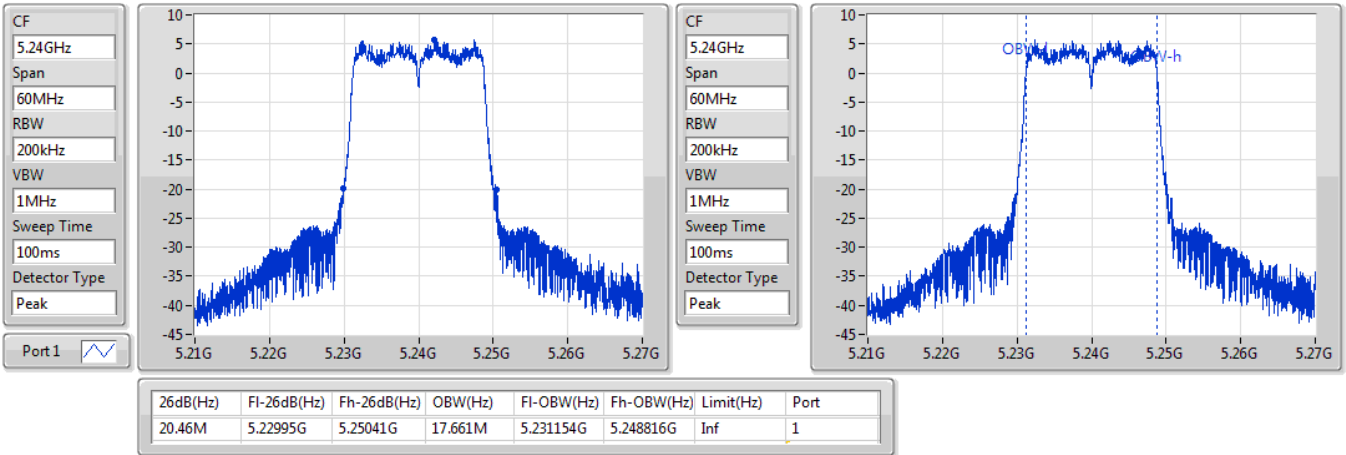 CF
5.24GHz
Span
60MHz
RBW
200kHz
VBW
1MHz
Sweep Time
100ms
Detector Type
Peak
Port 1
10
5
0
-5
-10
-15
-20
-25
-30
-35
-40
-45
5.21G 5.22G 5.23G 5.24G 5.25G 5.26G 5.27G
CF
5.24GHz
Span
60MHz
RBW
200kHz
VBW
1MHz
Sweep Time
100ms
Detector Type
Peak
10
5
0
-5
-10
-15
-20
-25
-30
-35
-40
-45
5.21G 5.22G 5.23G 5.24G 5.25G 5.26G 5.27G
26dB(Hz) Fl-26dB(Hz) Fh-26dB(Hz) OBW(Hz) Fl-OBW(Hz) Fh-OBW(Hz) Limit(Hz) Port
20.46M 5.22995G 5.25041G 17.661M 5.231154G 5.248816G Inf 1